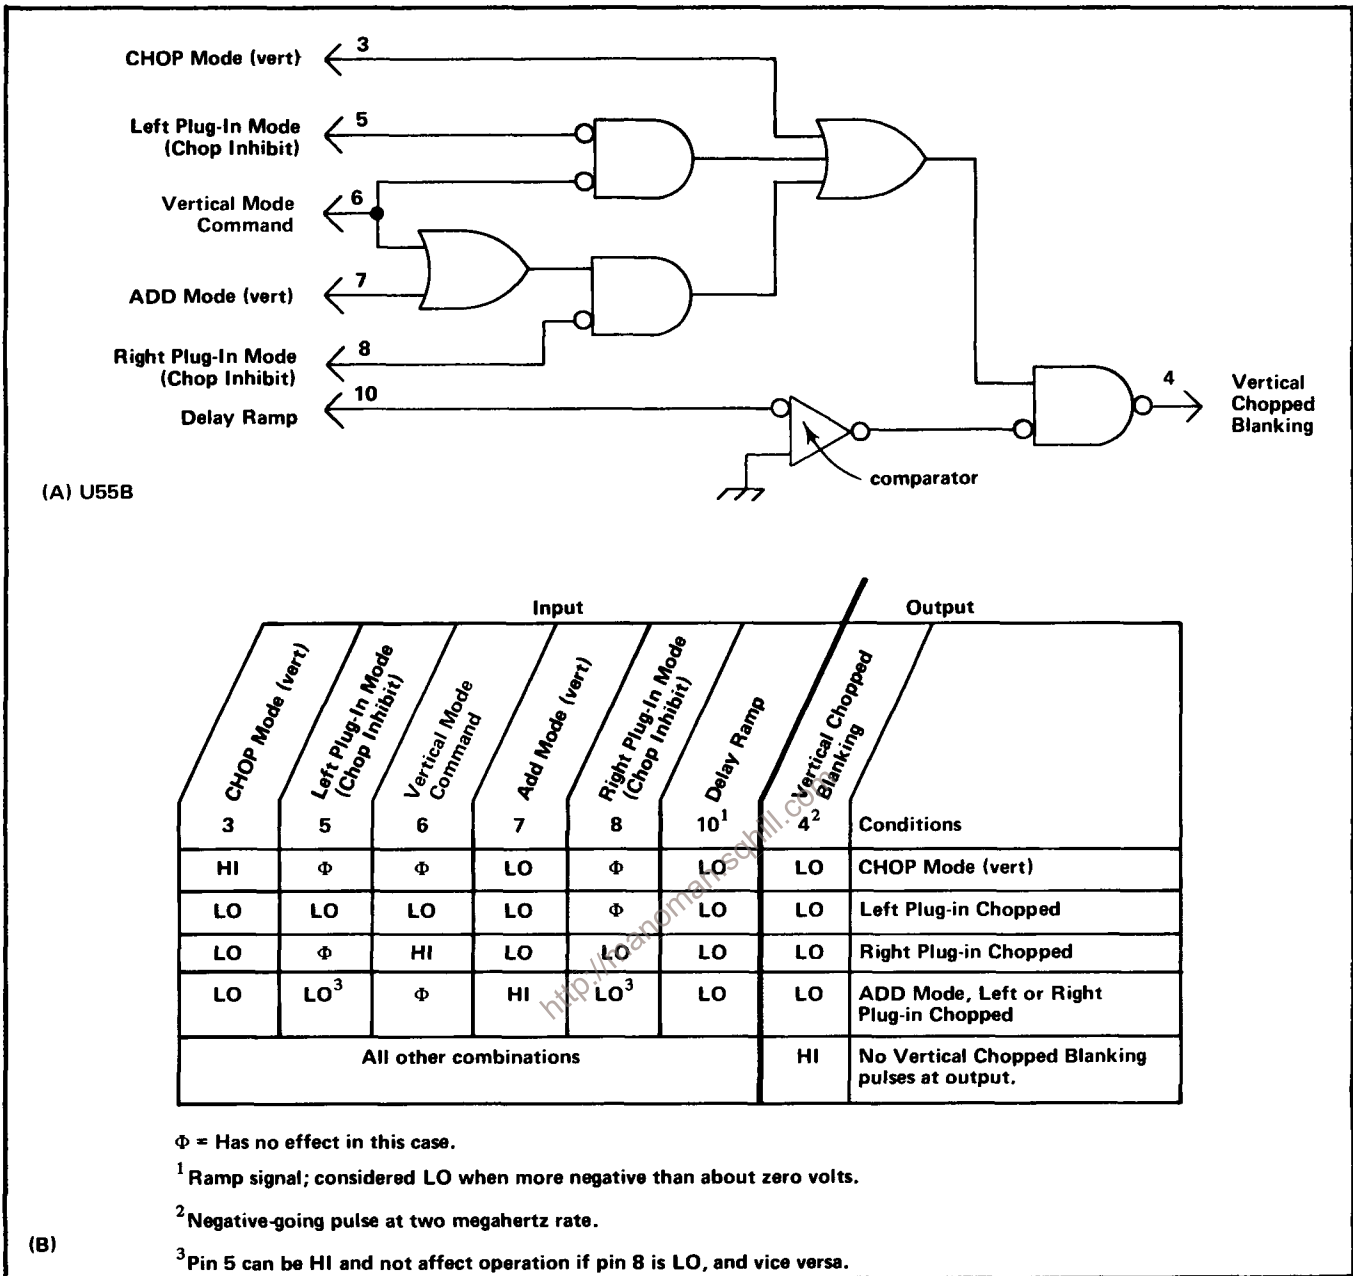 CHOP Mode (vert)
3
Left Plug-In Mode
(Chop Inhibit)
5
Vertical Mode
Command
6
ADD Mode (vert)
7
Right Plug-In Mode
(Chop Inhibit)
8
Delay Ramp
10
comparator
4
Vertical
Chopped
Blanking
(A) U55B
Input
Output
CHOP Mode (vert)
Left Plug-In Mode
(Chop Inhibit)
Vertical Mode
Command
Add Mode (vert)
Right Plug-In Mode
(Chop Inhibit)
Delay Ramp
Vertical Chopped
Blanking
3 5 6 7 8 10¹ 4² Conditions
HI Φ Φ LO Φ LO LO CHOP Mode (vert)
LO LO LO LO Φ LO LO Left Plug-in Chopped
LO Φ HI LO LO LO LO Right Plug-in Chopped
LO LO³ Φ HI LO³ LO LO ADD Mode, Left or Right
Plug-in Chopped
All other combinations HI No Vertical Chopped Blanking
pulses at output.
http://manoman.sqhill.com
Φ = Has no effect in this case.
¹ Ramp signal; considered LO when more negative than about zero volts.
² Negative-going pulse at two megahertz rate.
(B)
³ Pin 5 can be HI and not affect operation if pin 8 is LO, and vice versa.